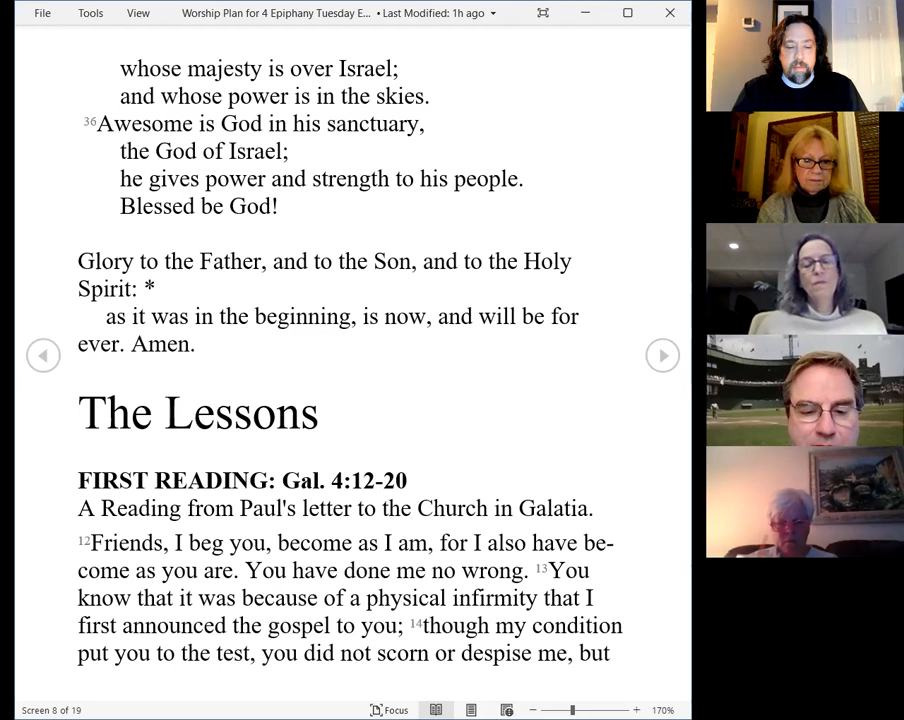 File Tools View Worship Plan for 4 Epiphany Tuesday E... • Last Modified: 1h ago
whose majesty is over Israel;
and whose power is in the skies.
36Awesome is God in his sanctuary,
the God of Israel;
he gives power and strength to his people.
Blessed be God!
Glory to the Father, and to the Son, and to the Holy
Spirit: *
as it was in the beginning, is now, and will be for
ever. Amen.
The Lessons
FIRST READING: Gal. 4:12-20
A Reading from Paul's letter to the Church in Galatia.
12Friends, I beg you, become as I am, for I also have be-
come as you are. You have done me no wrong. 13You
know that it was because of a physical infirmity that I
first announced the gospel to you; 14though my condition
put you to the test, you did not scorn or despise me, but
Screen 8 of 19 Focus 170%